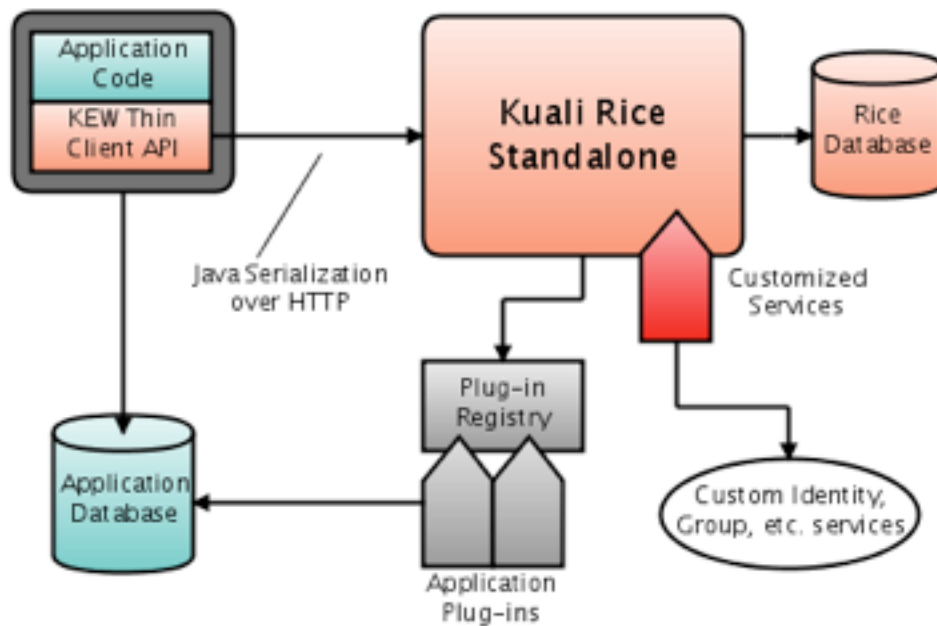 Application
Code
KEW Thin
Client API
Kuali Rice
Standalone
Rice
Database
Java Serialization
over HTTP
Customized
Services
Plug-in
Registry
Application
Database
Custom Identity,
Group, etc. services
Application
Plug-ins